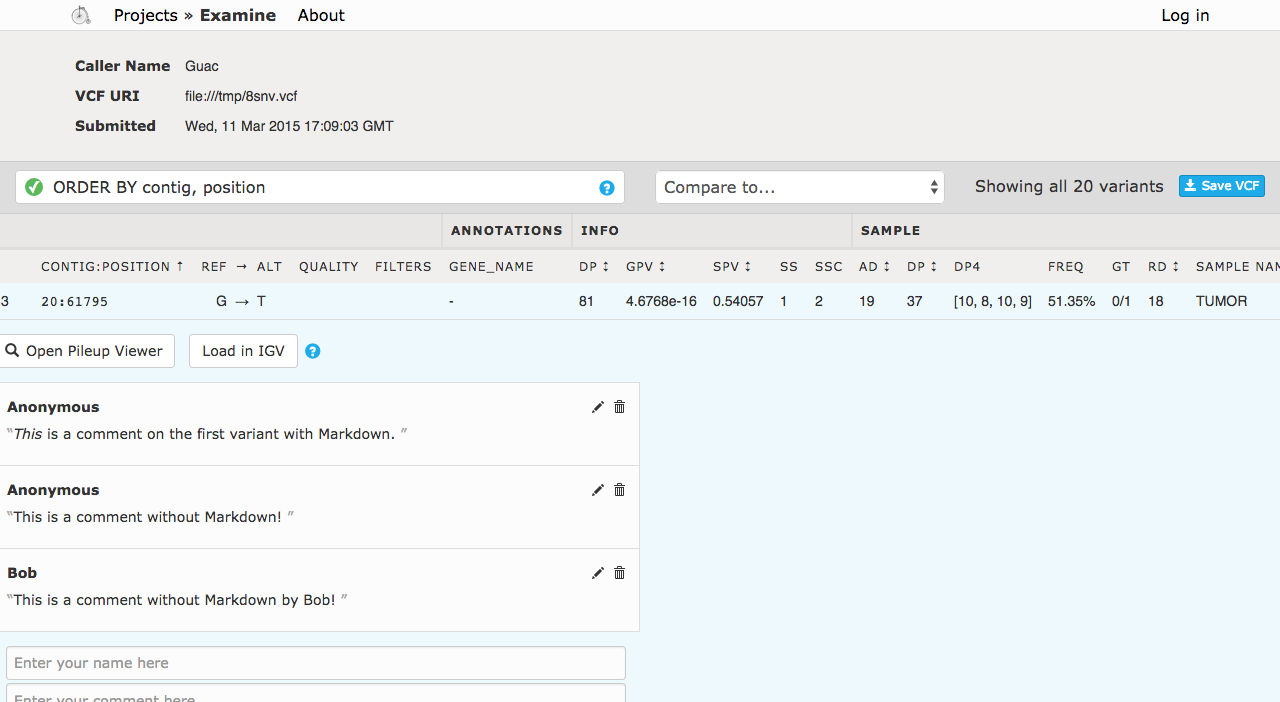 Projects » Examine About Log in
Caller Name Guac
VCF URI file:///tmp/8snv.vcf
Submitted Wed, 11 Mar 2015 17:09:03 GMT
ORDER BY contig, position ? Compare to... Showing all 20 variants Save VCF
ANNOTATIONS INFO SAMPLE
CONTIG:POSITION ↑ REF → ALT QUALITY FILTERS GENE_NAME DP ↕ GPV ↕ SPV ↕ SS SSC AD ↕ DP ↕ DP4 FREQ GT RD ↕ SAMPLE NAM
3 20:61795 G → T - 81 4.6768e-16 0.54057 1 2 19 37 [10, 8, 10, 9] 51.35% 0/1 18 TUMOR
Open Pileup Viewer Load in IGV ?
Anonymous
“This is a comment on the first variant with Markdown. ”
Anonymous
“This is a comment without Markdown! ”
Bob
“This is a comment without Markdown by Bob! ”
Enter your name here
Enter your comment here